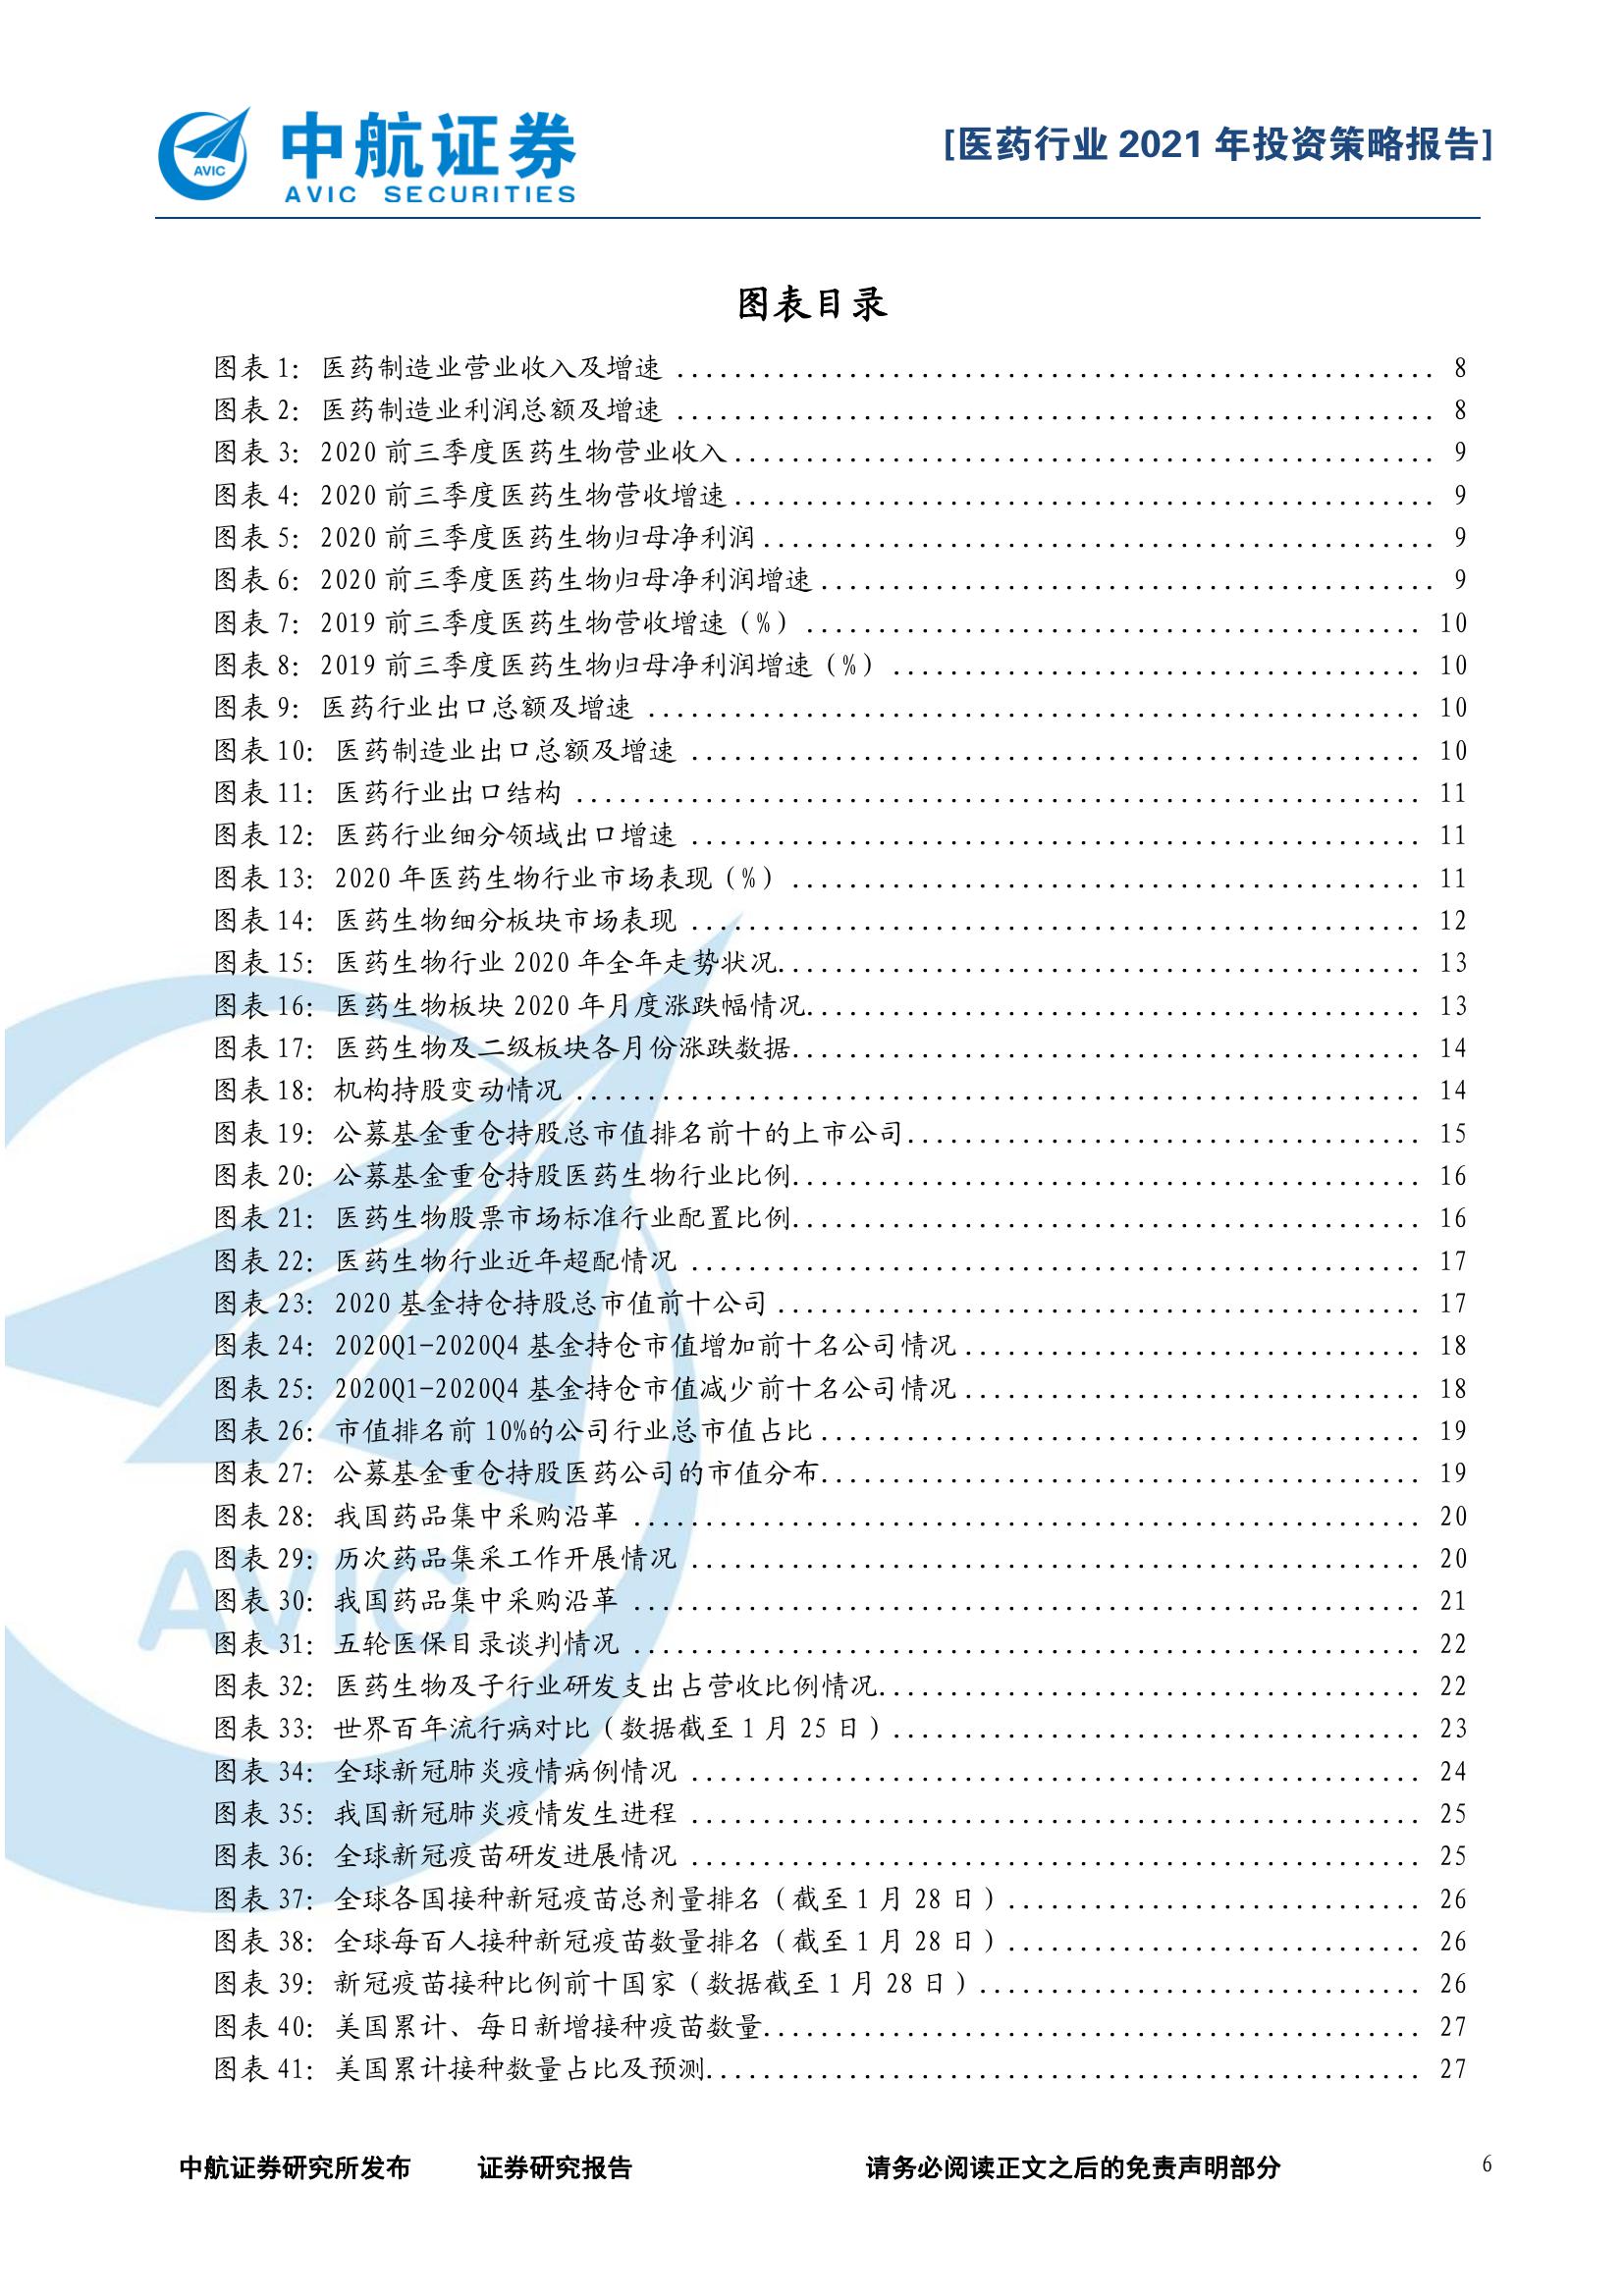 中航证券
AVIC SECURITIES
AVIC
[医药行业 2021 年投资策略报告]
图表目录
图表 1: 医药制造业营业收入及增速 ..................................................... 8
图表 2: 医药制造业利润总额及增速 ..................................................... 8
图表 3: 2020 前三季度医药生物营业收入................................................. 9
图表 4: 2020 前三季度医药生物营收增速................................................. 9
图表 5: 2020 前三季度医药生物归母净利润............................................... 9
图表 6: 2020 前三季度医药生物归母净利润增速........................................... 9
图表 7: 2019 前三季度医药生物营收增速（%） ........................................... 10
图表 8: 2019 前三季度医药生物归母净利润增速（%） ..................................... 10
图表 9: 医药行业出口总额及增速 ...................................................... 10
图表 10: 医药制造业出口总额及增速 ................................................... 10
图表 11: 医药行业出口结构 ........................................................... 11
图表 12: 医药行业细分领域出口增速 ................................................... 11
图表 13: 2020 年医药生物行业市场表现（%） ............................................ 11
图表 14: 医药生物细分板块市场表现 ................................................... 12
图表 15: 医药生物行业 2020 年全年走势状况............................................. 13
图表 16: 医药生物板块 2020 年月度涨跌幅情况........................................... 13
图表 17: 医药生物及二级板块各月份涨跌数据............................................ 14
图表 18: 机构持股变动情况 ........................................................... 14
图表 19: 公募基金重仓持股总市值排名前十的上市公司.................................... 15
图表 20: 公募基金重仓持股医药生物行业比例............................................ 16
图表 21: 医药生物股票市场标准行业配置比例............................................ 16
图表 22: 医药生物行业近年超配情况 ................................................... 17
图表 23: 2020 基金持仓持股总市值前十公司............................................. 17
图表 24: 2020Q1-2020Q4 基金持仓市值增加前十名公司情况................................ 18
图表 25: 2020Q1-2020Q4 基金持仓市值减少前十名公司情况................................ 18
图表 26: 市值排名前 10%的公司行业总市值占比.......................................... 19
图表 27: 公募基金重仓持股医药公司的市值分布.......................................... 19
图表 28: 我国药品集中采购沿革 ....................................................... 20
图表 29: 历次药品集采工作开展情况 ................................................... 20
图表 30: 我国药品集中采购沿革 ....................................................... 21
图表 31: 五轮医保目录谈判情况 ....................................................... 22
图表 32: 医药生物及子行业研发支出占营收比例情况...................................... 22
图表 33: 世界百年流行病对比（数据截至 1 月 25 日）..................................... 23
图表 34: 全球新冠肺炎疫情病例情况 ................................................... 24
图表 35: 我国新冠肺炎疫情发生进程 ................................................... 25
图表 36: 全球新冠疫苗研发进展情况 ................................................... 25
图表 37: 全球各国接种新冠疫苗总剂量排名（截至 1 月 28 日）............................. 26
图表 38: 全球每百人接种新冠疫苗数量排名（截至 1 月 28 日）............................. 26
图表 39: 新冠疫苗接种比例前十国家（数据截至 1 月 28 日）............................... 26
图表 40: 美国累计、每日新增接种疫苗数量.............................................. 27
图表 41: 美国累计接种数量占比及预测.................................................. 27
AVIC
中航证券研究所发布 证券研究报告 请务必阅读正文之后的免责声明部分 6